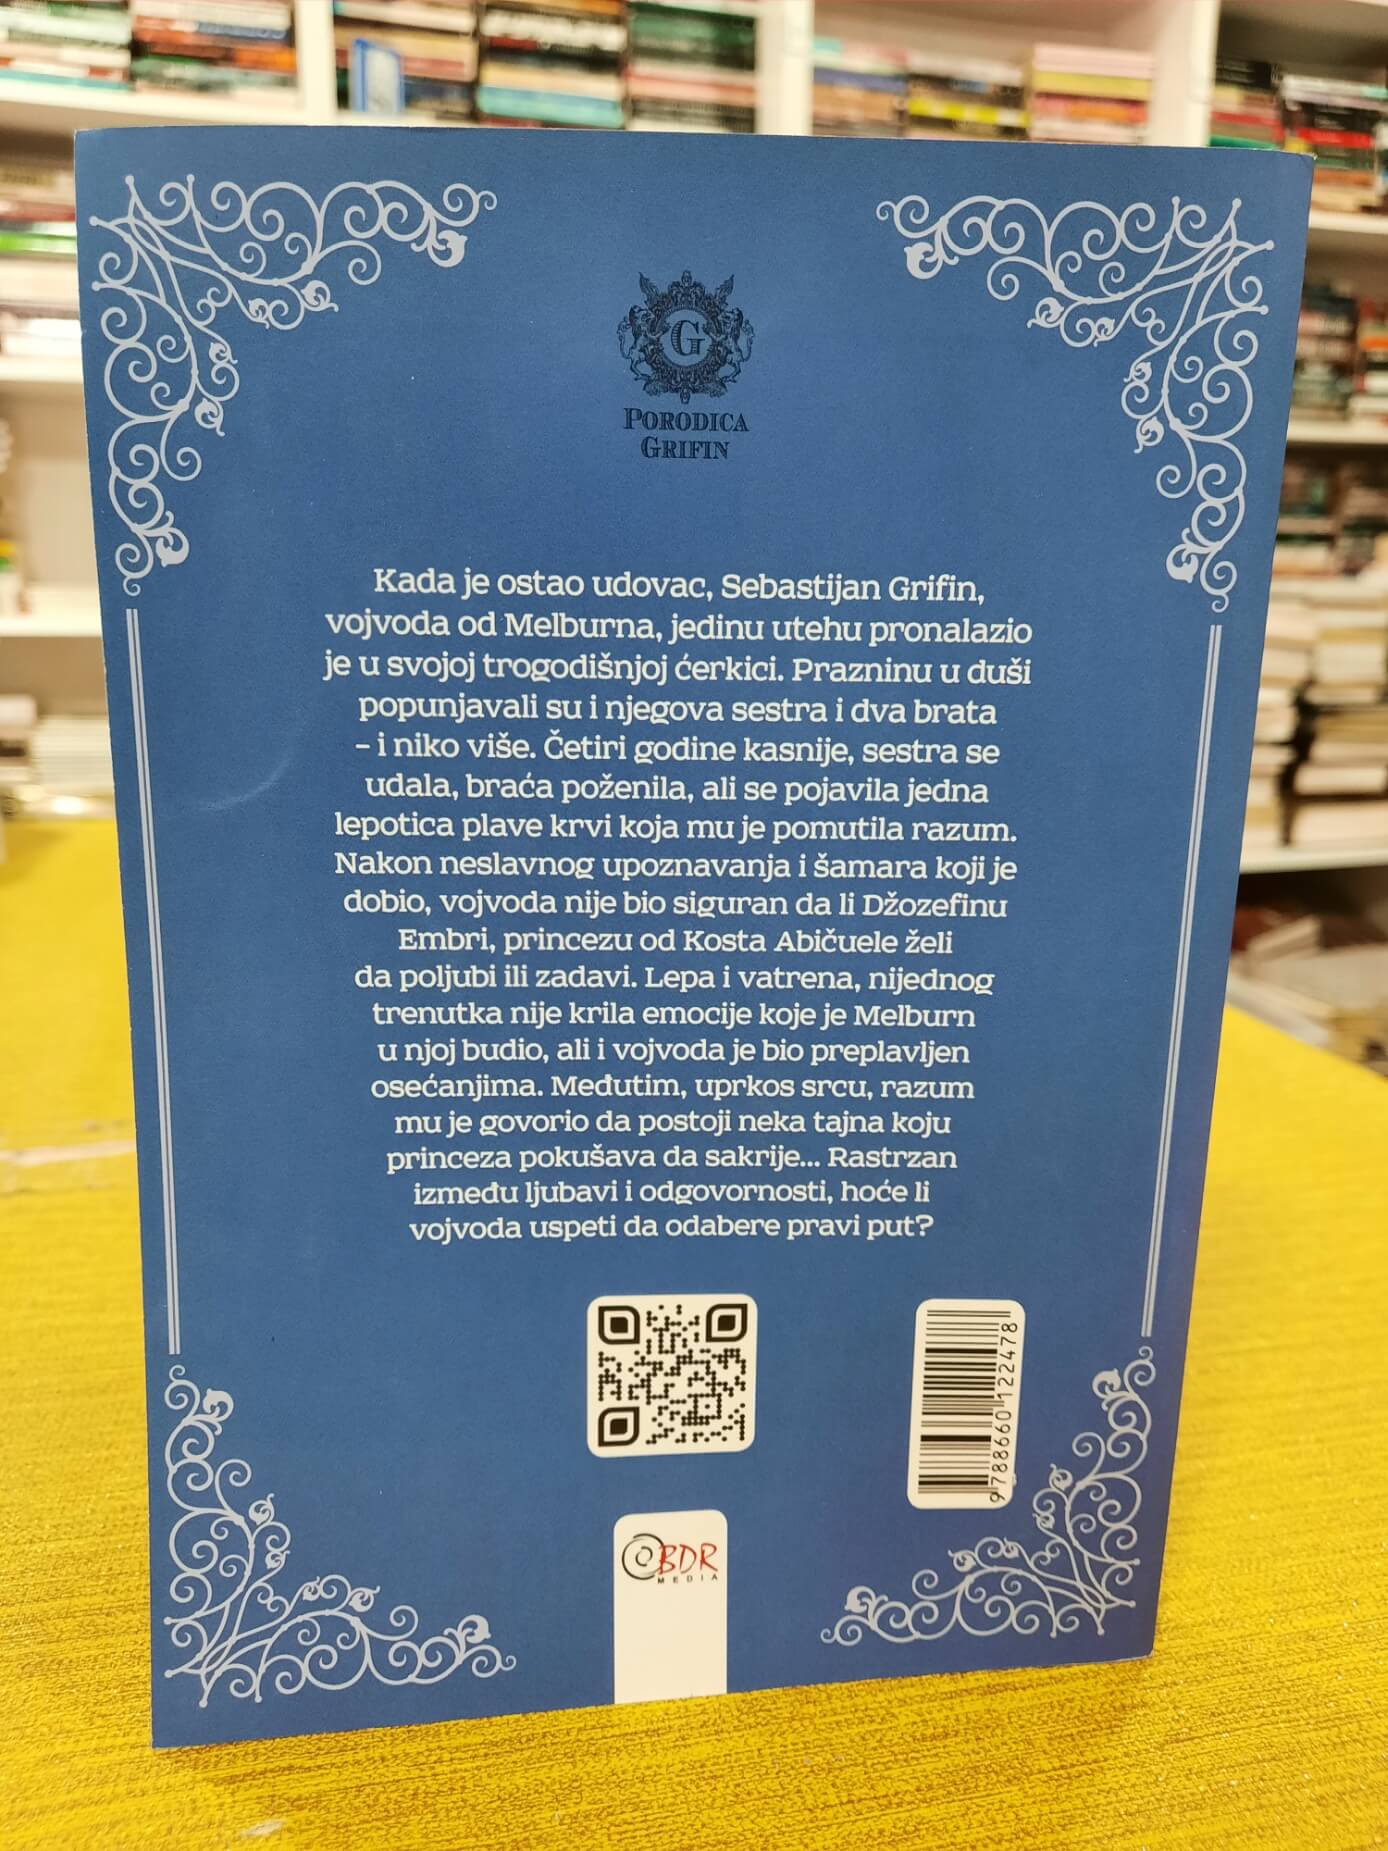 G
PORODICA
GRIFIN
Kada je ostao udovac, Sebastijan Grifin,
vojvoda od Melburna, jedinu utehu pronalazio
je u svojoj trogodišnjoj ćerkici. Prazninu u duši
popunjavali su i njegova sestra i dva brata
– i niko više. Četiri godine kasnije, sestra se
udala, braća poženila, ali se pojavila jedna
lepotica plave krvi koja mu je pomutila razum.
Nakon neslavnog upoznavanja i šamara koji je
dobio, vojvoda nije bio siguran da li Džozefinu
Embri, princezu od Kosta Abičuele želi
da poljubi ili zadavi. Lepa i vatrena, nijednog
trenutka nije krila emocije koje je Melburn
u njoj budio, ali i vojvoda je bio preplavljen
osećanjima. Međutim, uprkos srcu, razum
mu je govorio da postoji neka tajna koju
princeza pokušava da sakrije... Rastrzan
između ljubavi i odgovornosti, hoće li
vojvoda uspeti da odabere pravi put?
9788660122478
BDR
MEDIA